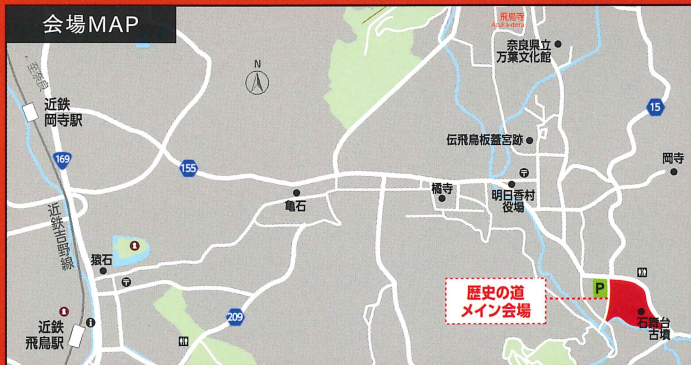 会場MAP
飛鳥寺
奈良県立
万葉文化館
N
近鉄
岡寺駅
15
169
155
伝飛鳥板蓋宮跡
岡寺
亀石
橘寺
明日香村
役場
近鉄吉野線
猿石
歴史の道
メイン会場
P
209
石舞台
古墳
近鉄
飛鳥駅